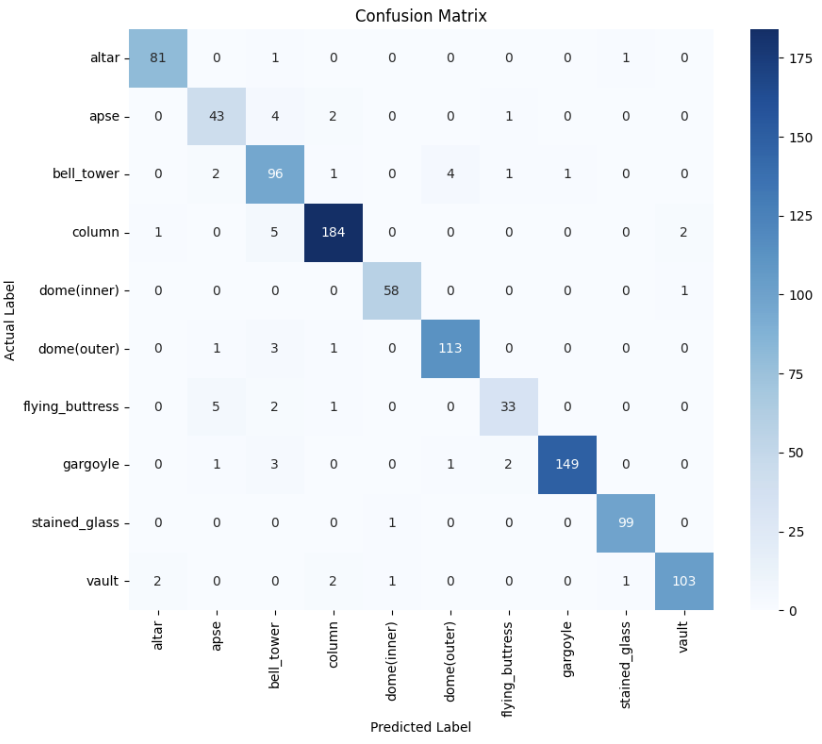 Confusion Matrix
altar 81 0 1 0 0 0 0 0 1 0
apse 0 43 4 2 0 0 1 0 0 0
bell_tower 0 2 96 1 0 4 1 1 0 0
column 1 0 5 184 0 0 0 0 0 2
dome(inner) 0 0 0 0 58 0 0 0 0 1
dome(outer) 0 1 3 1 0 113 0 0 0 0
flying_buttress 0 5 2 1 0 0 33 0 0 0
gargoyle 0 1 3 0 0 1 2 149 0 0
stained_glass 0 0 0 0 1 0 0 0 99 0
vault 2 0 0 2 1 0 0 0 1 103
altar apse bell_tower column dome(inner) dome(outer) flying_buttress gargoyle stained_glass vault
Predicted Label
Actual Label
175
150
125
100
75
50
25
0